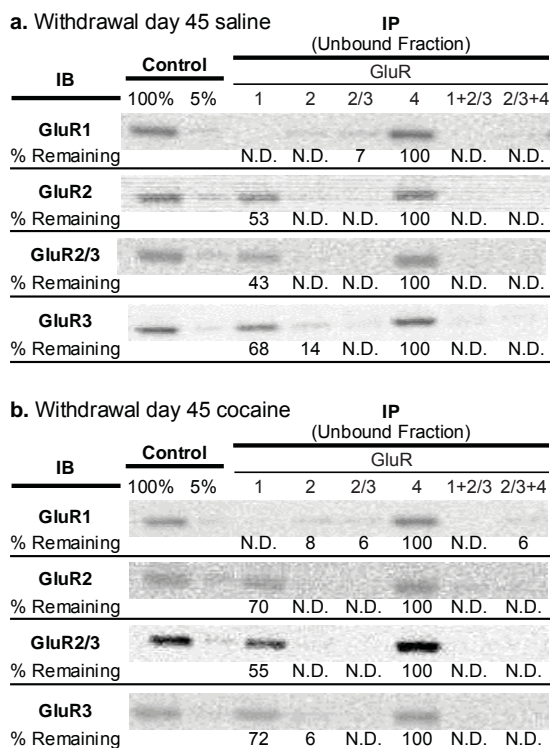 a. Withdrawal day 45 saline
IP
(Unbound Fraction)
Control
GluR
IB
100% 5% 1 2 2/3 4 1+2/3 2/3+4
GluR1
% Remaining N.D. N.D. 7 100 N.D. N.D.
GluR2
% Remaining 53 N.D. N.D. 100 N.D. N.D.
GluR2/3
% Remaining 43 N.D. N.D. 100 N.D. N.D.
GluR3
% Remaining 68 14 N.D. 100 N.D. N.D.
b. Withdrawal day 45 cocaine
IP
(Unbound Fraction)
Control
GluR
IB
100% 5% 1 2 2/3 4 1+2/3 2/3+4
GluR1
% Remaining N.D. 8 6 100 N.D. 6
GluR2
% Remaining 70 N.D. N.D. 100 N.D. N.D.
GluR2/3
% Remaining 55 N.D. N.D. 100 N.D. N.D.
GluR3
% Remaining 72 6 N.D. 100 N.D. N.D.